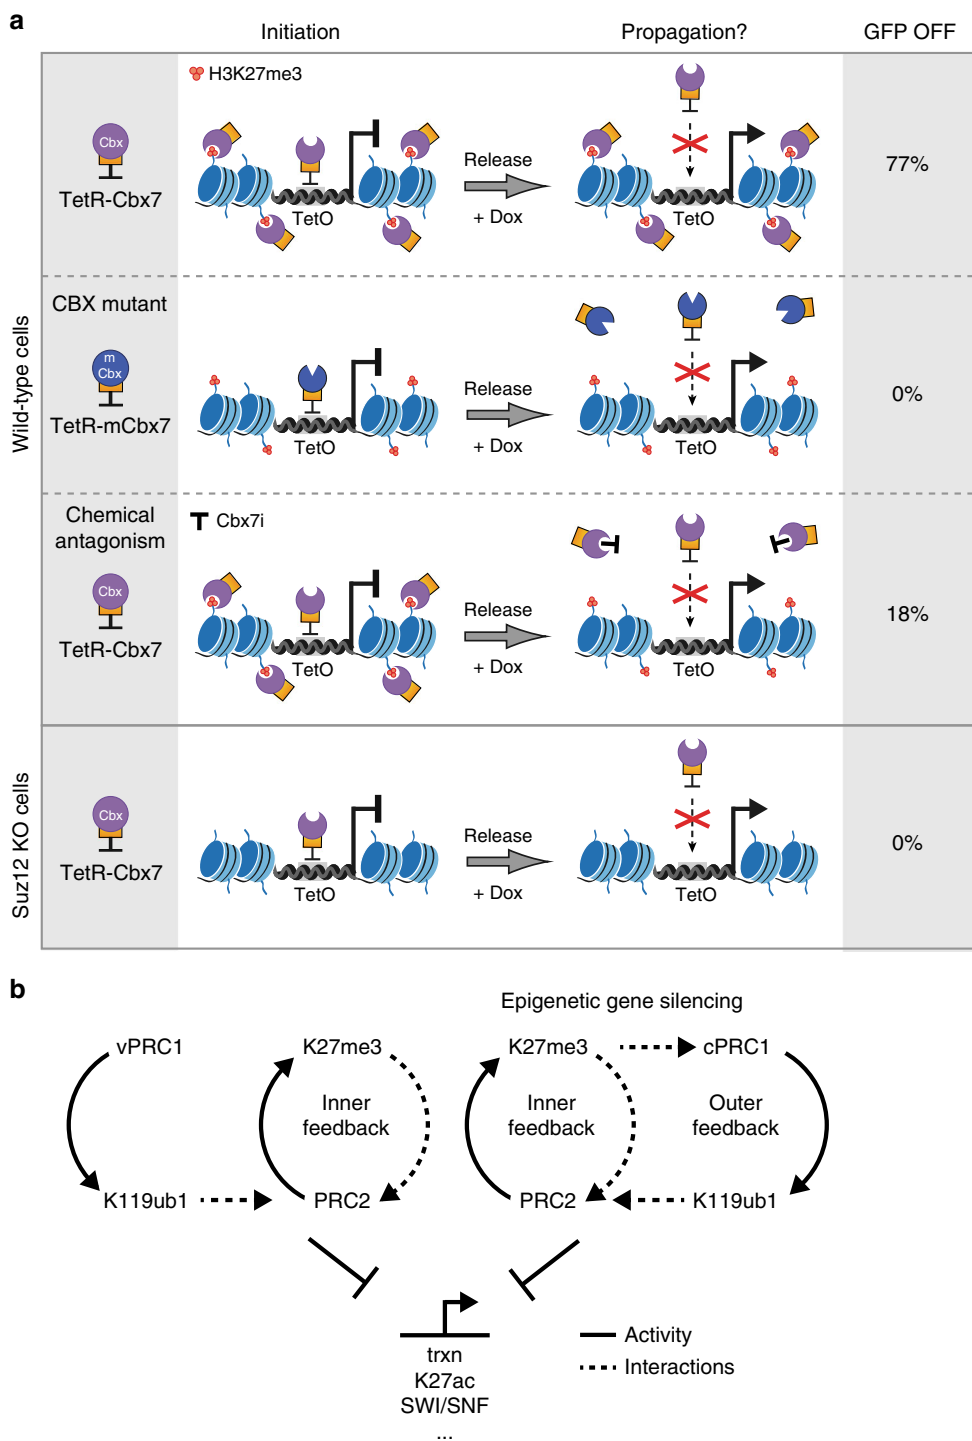 a
Initiation
Propagation?
GFP OFF
Wild-type cells
H3K27me3
Cbx
TetR-Cbx7
TetO
Release
+ Dox
TetO
77%
CBX mutant
m
Cbx
TetR-mCbx7
TetO
Release
+ Dox
TetO
0%
Chemical
antagonism
Cbx7i
Cbx
TetR-Cbx7
TetO
Release
+ Dox
TetO
18%
Suz12 KO cells
Cbx
TetR-Cbx7
TetO
Release
+ Dox
TetO
0%
b
Epigenetic gene silencing
vPRC1
K27me3
K27me3
cPRC1
Inner
feedback
Inner
feedback
Outer
feedback
K119ub1
PRC2
PRC2
K119ub1
trxn
K27ac
SWI/SNF
...
Activity
Interactions